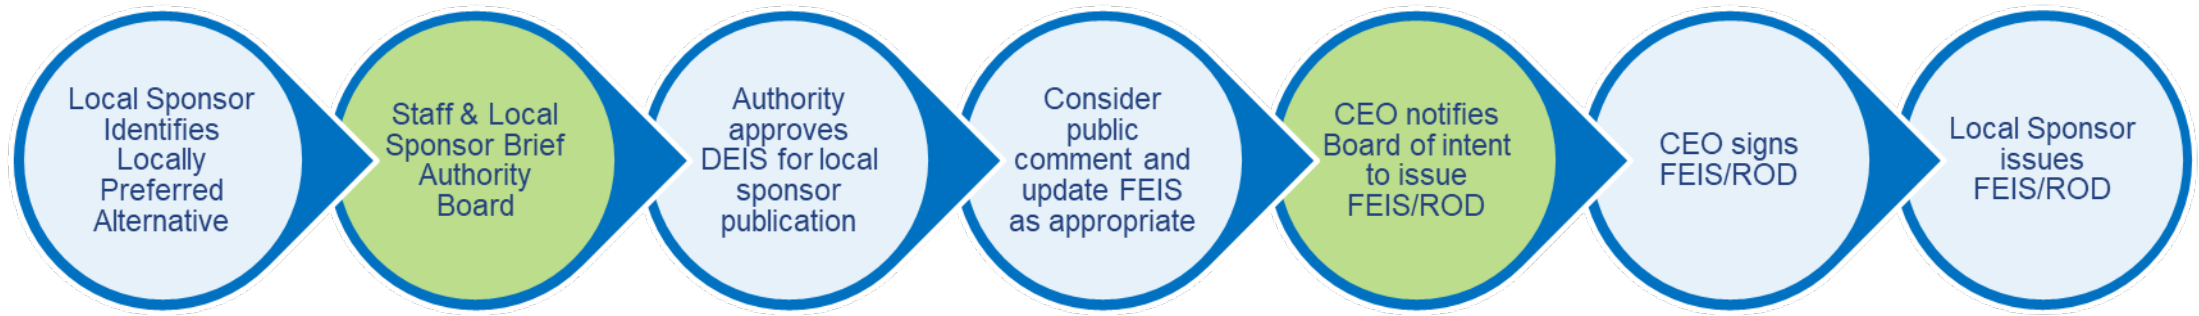 Local Sponsor
Identifies
Locally
Preferred
Alternative
Staff & Local
Sponsor Brief
Authority
Board
Authority
approves
DEIS for local
sponsor
publication
Consider
public
comment and
update FEIS
as appropriate
CEO notifies
Board of intent
to issue
FEIS/ROD
CEO signs
FEIS/ROD
Local Sponsor
issues
FEIS/ROD